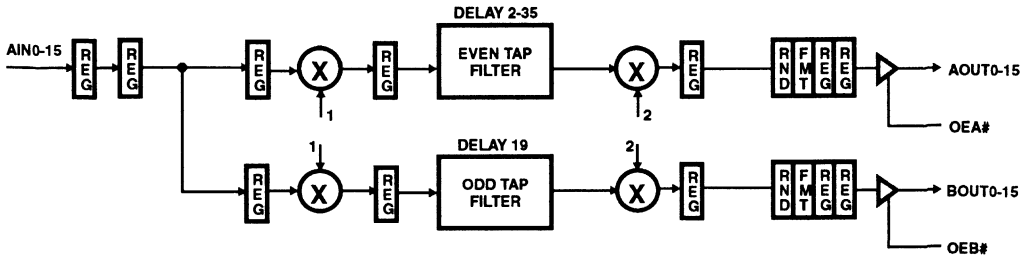 DELAY 2-35
AIN0-15
REG
REG
REG
X
REG
EVEN TAP
FILTER
X
REG
RND
FMT
REG
REG
AOUT0-15
1
2
OEA#
1
DELAY 19
2
REG
X
REG
ODD TAP
FILTER
X
REG
RND
FMT
REG
REG
BOUT0-15
OEB#